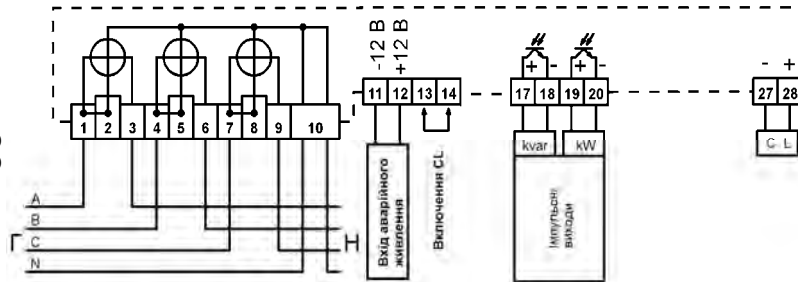 -12 В
+12 В
+ - + -
- +
11 12 13 14
17 18 19 20
27 28
1 2 3 4 5 6 7 8 9 10
kvar
kW
C L
Вхід аварійного
живлення
Включення CL
Імпульсні
виходи
A
B
Г
C
Н
N